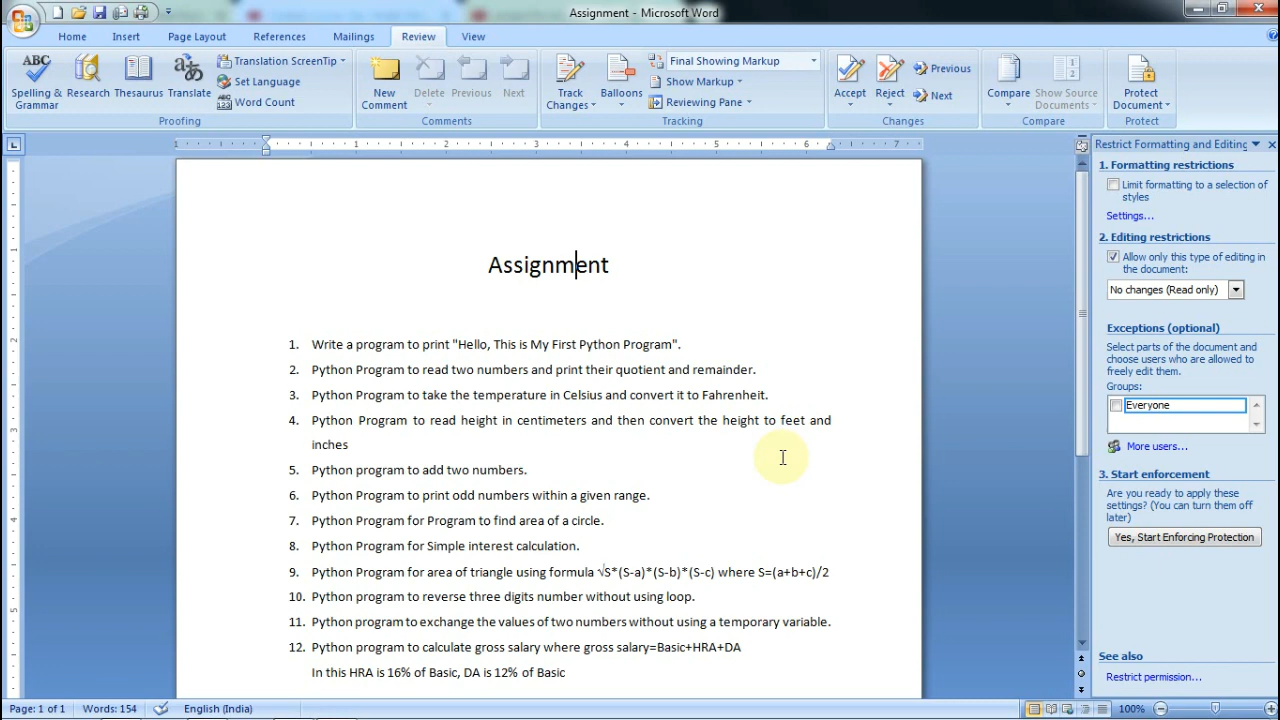 Assignment - Microsoft Word
Home Insert Page Layout References Mailings Review View
ABC Spelling & Grammar
Research
Thesaurus
Translate
Translation ScreenTip
Set Language
Word Count
Proofing
New Comment
Delete
Previous
Next
Comments
Track Changes
Balloons
Final Showing Markup
Show Markup
Reviewing Pane
Tracking
Accept
Reject
Previous
Next
Changes
Compare
Show Source Documents
Compare
Protect Document
Protect
1 1 2 3 4 5 6 7
Assignment
1. Write a program to print "Hello, This is My First Python Program".
2. Python Program to read two numbers and print their quotient and remainder.
3. Python Program to take the temperature in Celsius and convert it to Fahrenheit.
4. Python Program to read height in centimeters and then convert the height to feet and
inches
5. Python program to add two numbers.
6. Python Program to print odd numbers within a given range.
7. Python Program for Program to find area of a circle.
8. Python Program for Simple interest calculation.
9. Python Program for area of triangle using formula √S*(S-a)*(S-b)*(S-c) where S=(a+b+c)/2
10. Python program to reverse three digits number without using loop.
11. Python program to exchange the values of two numbers without using a temporary variable.
12. Python program to calculate gross salary where gross salary=Basic+HRA+DA
In this HRA is 16% of Basic, DA is 12% of Basic
Restrict Formatting and Editing
1. Formatting restrictions
Limit formatting to a selection of
styles
Settings...
2. Editing restrictions
Allow only this type of editing in
the document:
No changes (Read only)
Exceptions (optional)
Select parts of the document and
choose users who are allowed to
freely edit them.
Groups:
Everyone
More users...
3. Start enforcement
Are you ready to apply these
settings? (You can turn them off
later)
Yes, Start Enforcing Protection
See also
Restrict permission...
Page: 1 of 1 Words: 154 English (India) 100%